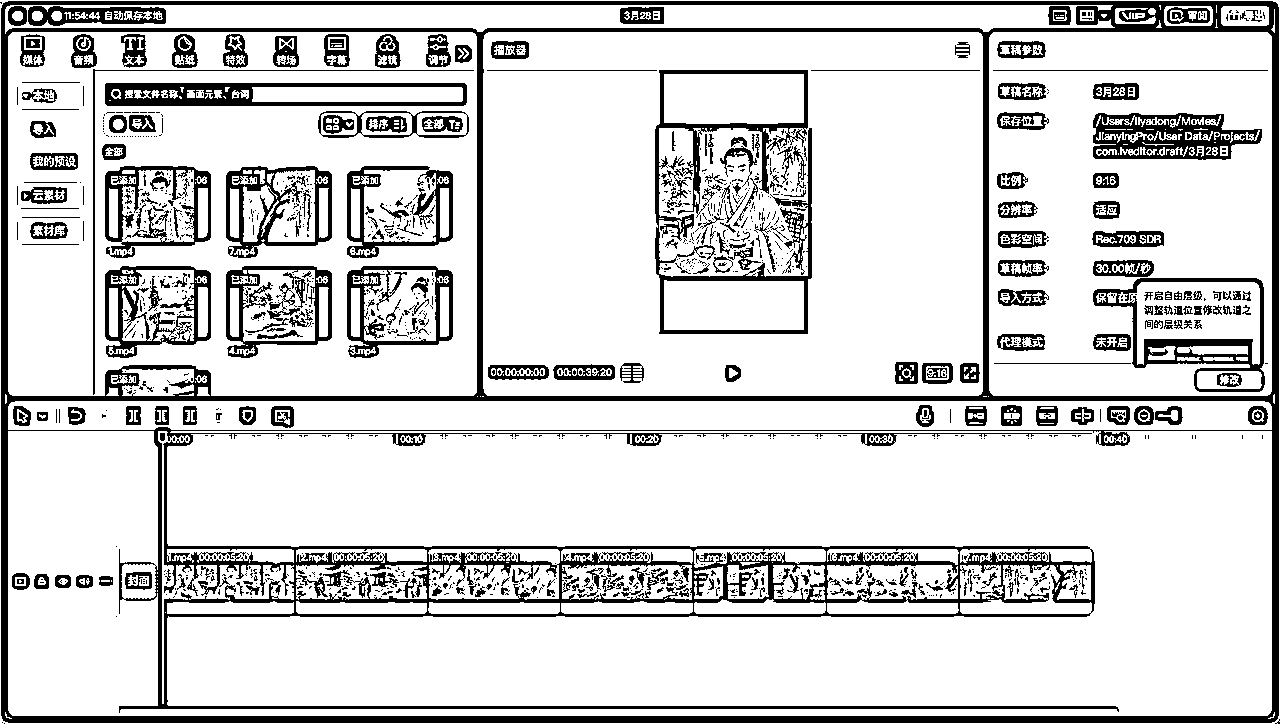 11:54:44 自动保存本地
3月28日
VIP
审阅
导出
媒体
音频
文本
贴纸
特效
转场
字幕
滤镜
调节
本地
导入
我的预设
云素材
素材库
搜索文件名称、画面元素、台词
导入
排序
全部
全部
已添加
1.mp4
已添加
7.mp4
已添加
6.mp4
已添加
5.mp4
已添加
4.mp4
已添加
3.mp4
已添加
播放器
00:00:00:00
00:00:39:20
9:16
草稿参数
草稿名称:
3月28日
保存位置:
/Users/liyadong/Movies/
JianyingPro/User Data/Projects/
com.lveditor.draft/3月28日
比例:
9:16
分辨率:
适应
色彩空间:
Rec.709 SDR
草稿帧率:
30.00帧/秒
导入方式:
保留在原
代理模式:
未开启
开启自由层级，可以通过
调整轨道位置修改轨道之
间的层级关系
修改
00:00
00:10
00:20
00:30
00:40
封面
1.mp4 00:00:05:20
2.mp4 00:00:05:20
3.mp4 00:00:05:20
4.mp4 00:00:05:20
5.mp4 00:00:05:20
6.mp4 00:00:05:20
7.mp4 00:00:05:20